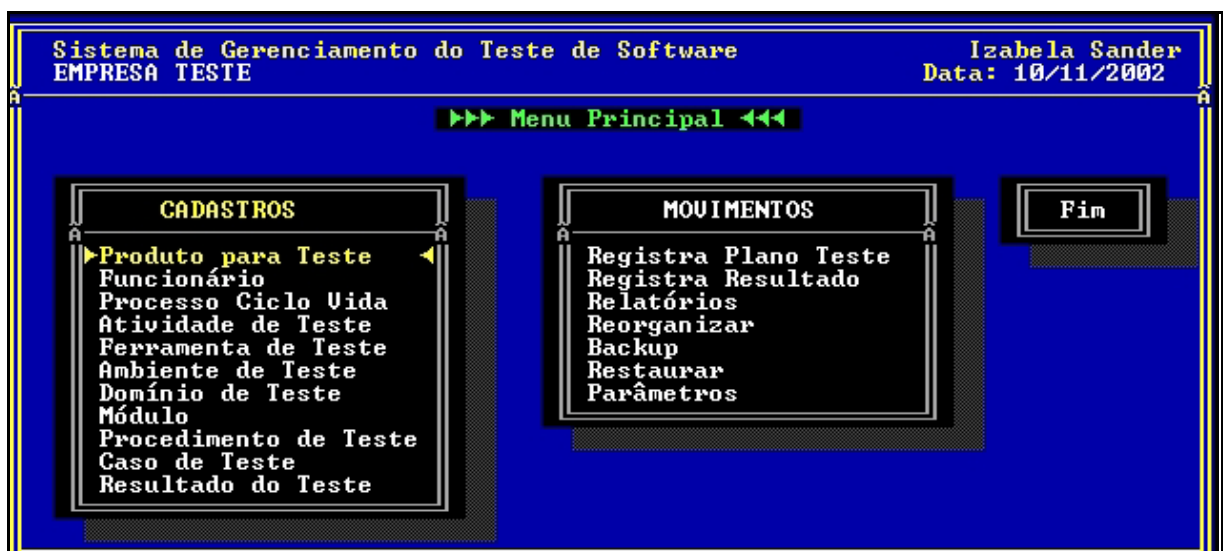 Sistema de Gerenciamento do Teste de Software Izabela Sander
EMPRESA TESTE Data: 10/11/2002
Menu Principal
CADASTROS
Produto para Teste
Funcionário
Processo Ciclo Vida
Atividade de Teste
Ferramenta de Teste
Ambiente de Teste
Domínio de Teste
Módulo
Procedimento de Teste
Caso de Teste
Resultado do Teste
MOVIMENTOS
Registra Plano Teste
Registra Resultado
Relatórios
Reorganizar
Backup
Restaurar
Parâmetros
Fim